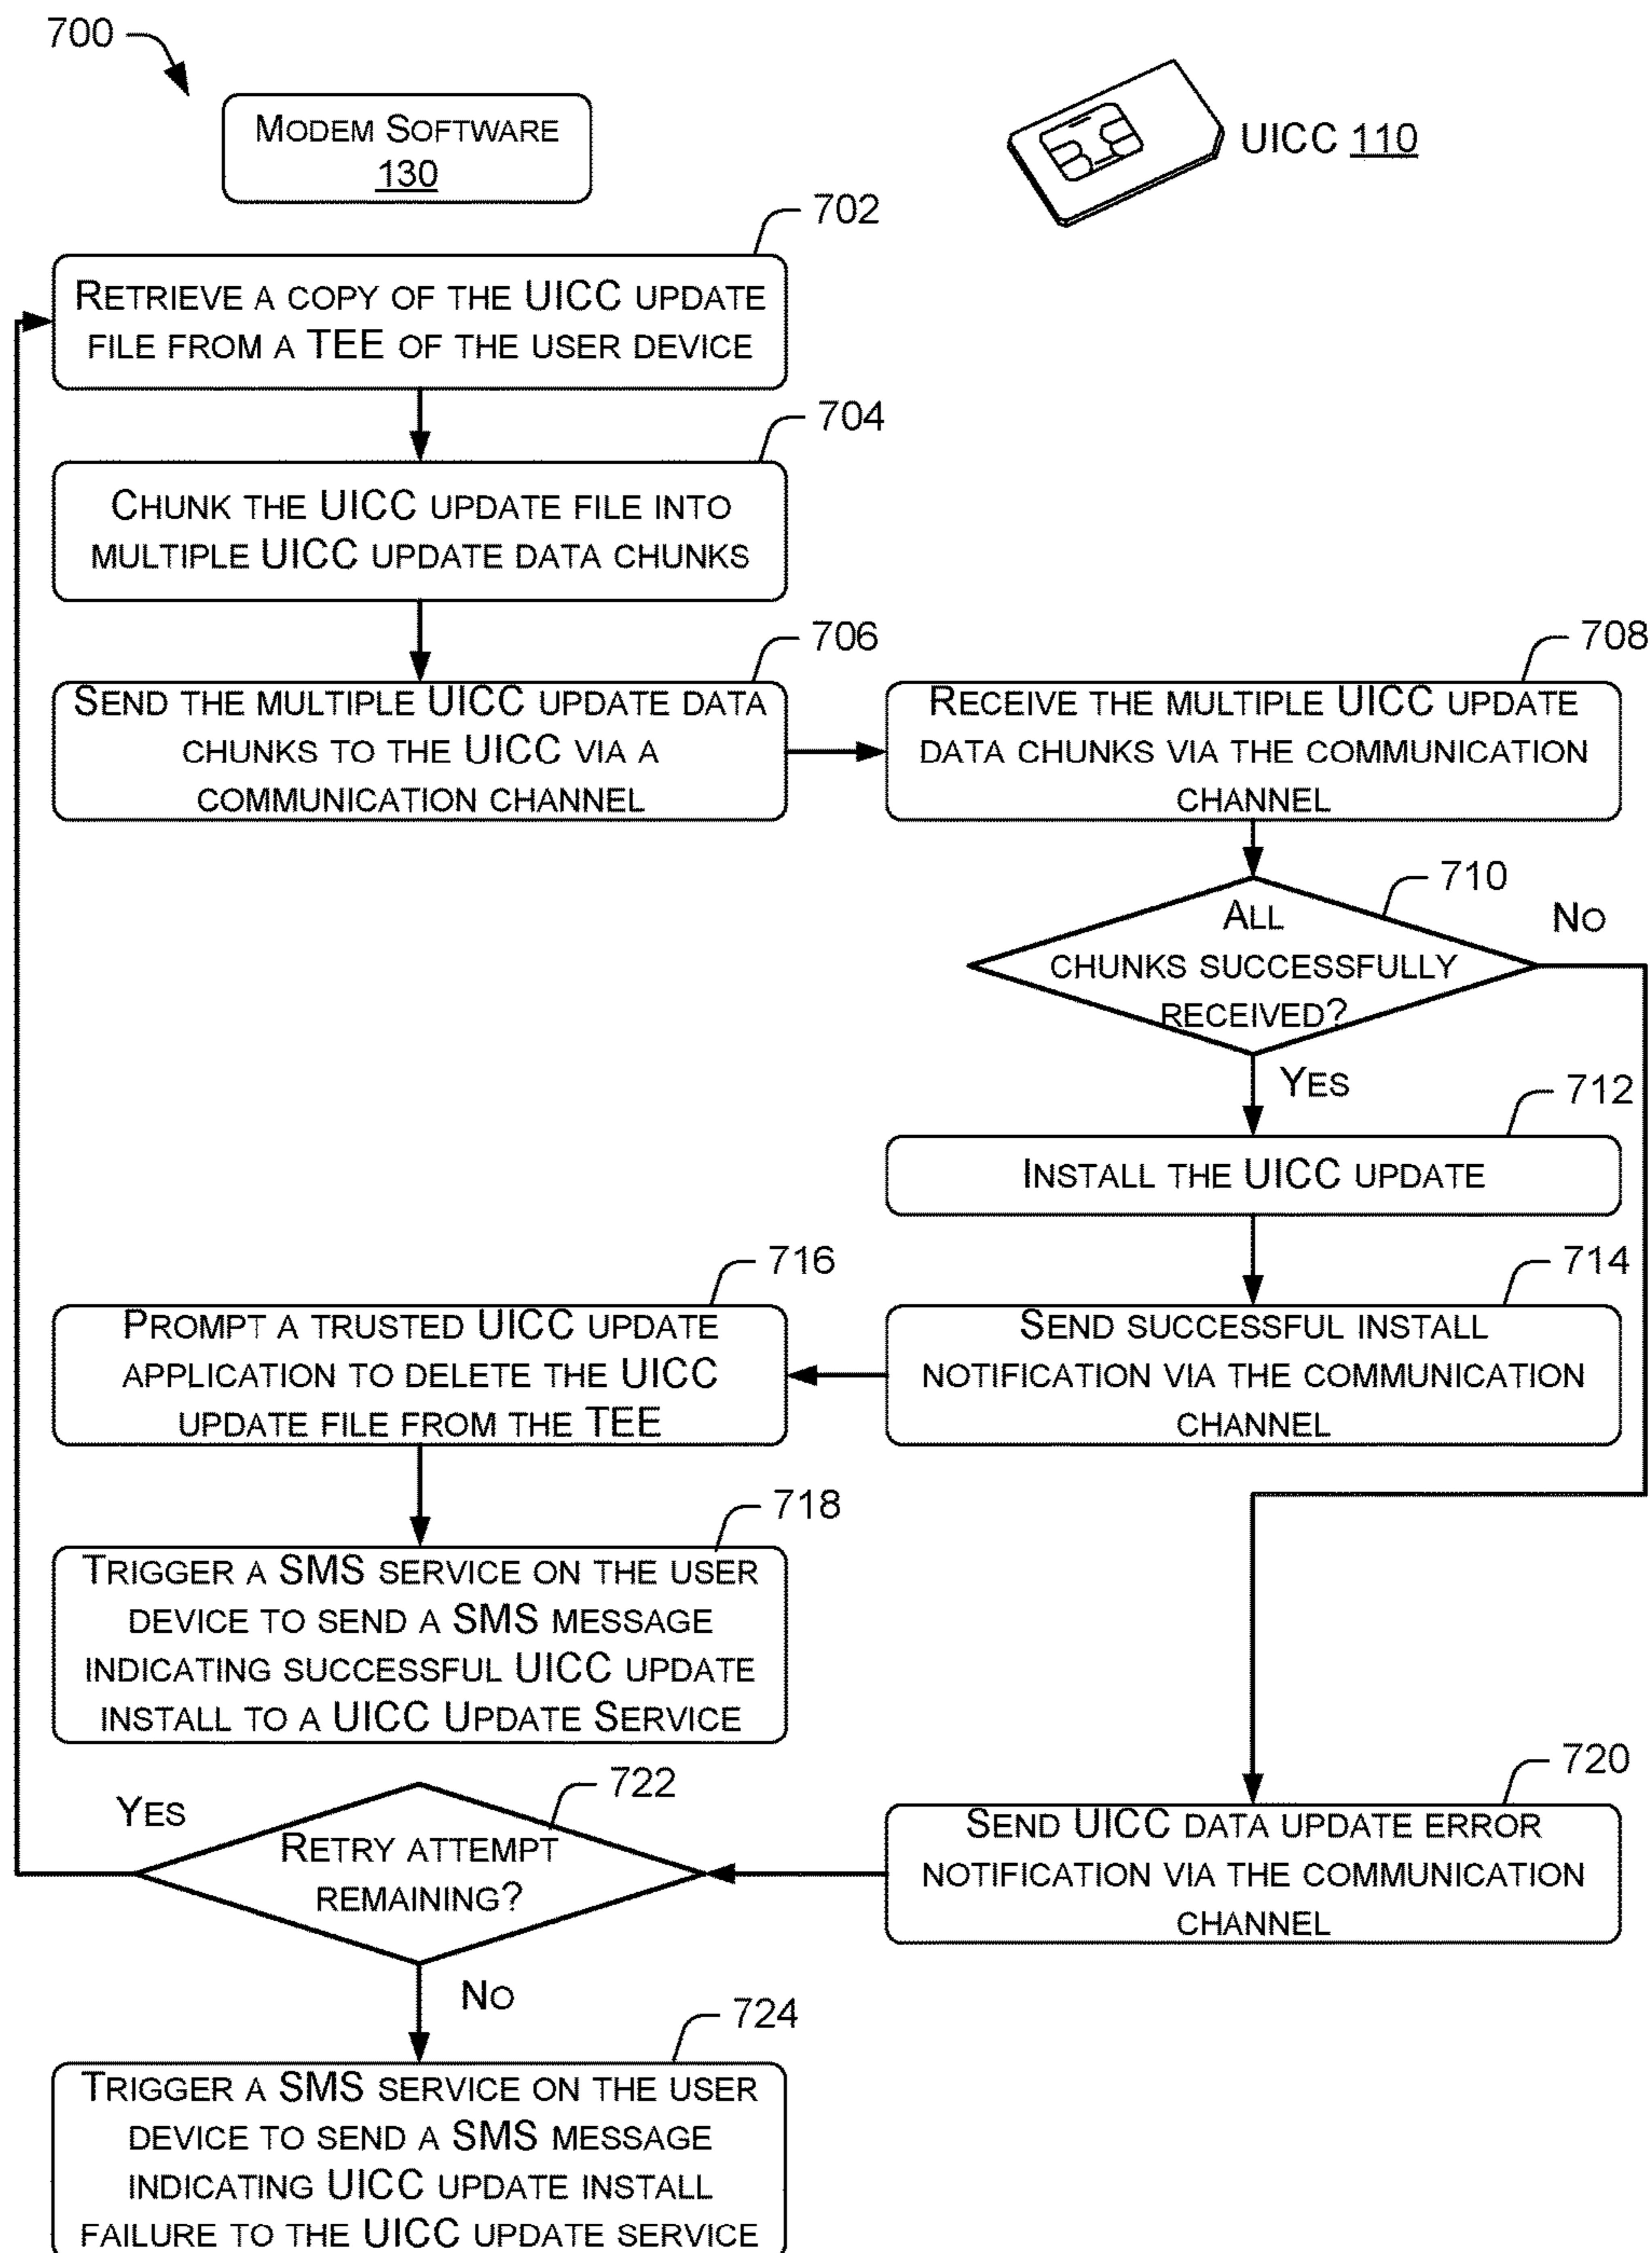 700
MODEM SOFTWARE
130
UICC 110
702
RETRIEVE A COPY OF THE UICC UPDATE
FILE FROM A TEE OF THE USER DEVICE
704
CHUNK THE UICC UPDATE FILE INTO
MULTIPLE UICC UPDATE DATA CHUNKS
706
SEND THE MULTIPLE UICC UPDATE DATA
CHUNKS TO THE UICC VIA A
COMMUNICATION CHANNEL
708
RECEIVE THE MULTIPLE UICC UPDATE
DATA CHUNKS VIA THE COMMUNICATION
CHANNEL
710
ALL
CHUNKS SUCCESSFULLY
RECEIVED?
NO
YES
712
INSTALL THE UICC UPDATE
714
SEND SUCCESSFUL INSTALL
NOTIFICATION VIA THE COMMUNICATION
CHANNEL
716
PROMPT A TRUSTED UICC UPDATE
APPLICATION TO DELETE THE UICC
UPDATE FILE FROM THE TEE
718
TRIGGER A SMS SERVICE ON THE USER
DEVICE TO SEND A SMS MESSAGE
INDICATING SUCCESSFUL UICC UPDATE
INSTALL TO A UICC UPDATE SERVICE
720
SEND UICC DATA UPDATE ERROR
NOTIFICATION VIA THE COMMUNICATION
CHANNEL
722
YES
RETRY ATTEMPT
REMAINING?
NO
724
TRIGGER A SMS SERVICE ON THE USER
DEVICE TO SEND A SMS MESSAGE
INDICATING UICC UPDATE INSTALL
FAILURE TO THE UICC UPDATE SERVICE